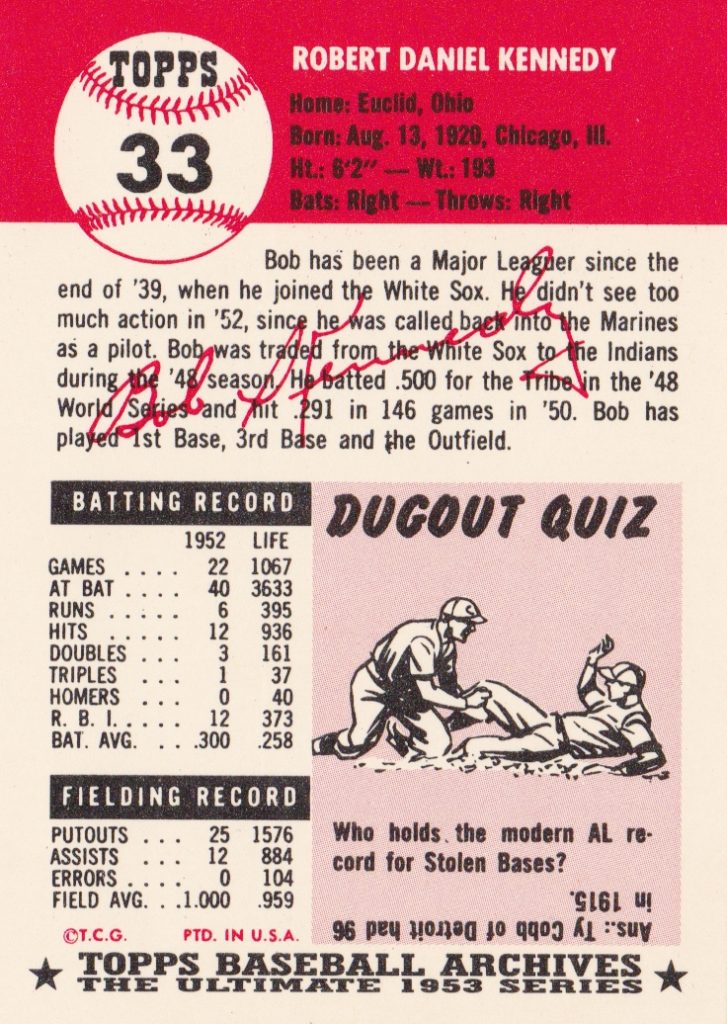 TOPPS
33
ROBERT DANIEL KENNEDY
Home: Euclid, Ohio
Born: Aug. 13, 1920, Chicago, Ill.
Ht.: 6'2" — Wt.: 193
Bats: Right — Throws: Right
Bob has been a Major Leaguer since the
end of '39, when he joined the White Sox. He didn't see too
much action in '52, since he was called back into the Marines
as a pilot. Bob was traded from the White Sox to the Indians
during the '48 season. He batted .500 for the Tribe in the '48
World Series and hit .291 in 146 games in '50. Bob has
played 1st Base, 3rd Base and the Outfield.
Bob Kennedy
BATTING RECORD
1952 LIFE
GAMES .... 22 1067
AT BAT .... 40 3633
RUNS ..... 6 395
HITS ..... 12 936
DOUBLES ... 3 161
TRIPLES ... 1 37
HOMERS ... 0 40
R. B. I. .... 12 373
BAT. AVG. ...300 .258
FIELDING RECORD
PUTOUTS ... 25 1576
ASSISTS ... 12 884
ERRORS .... 0 104
FIELD AVG. ..1.000 .959
©T.C.G. PTD. IN U.S.A.
DUGOUT QUIZ
C
Who holds the modern AL re-
cord for Stolen Bases?
Ans.: Ty Cobb of Detroit had 96
in 1915.
★ TOPPS BASEBALL ARCHIVES ★
THE ULTIMATE 1953 SERIES